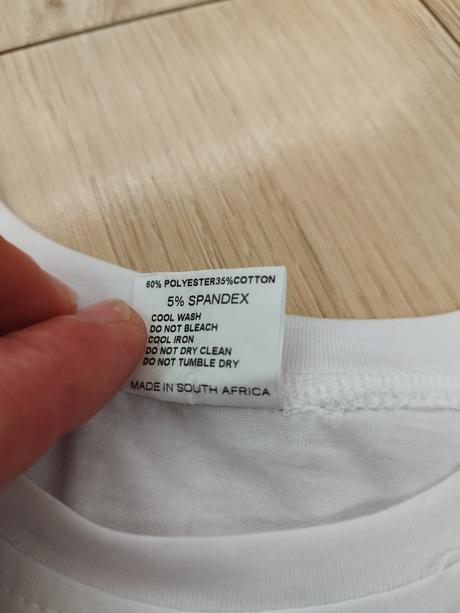 60% POLYESTER35%COTTON
5% SPANDEX
COOL WASH
DO NOT BLEACH
COOL IRON
DO NOT DRY CLEAN
DO NOT TUMBLE DRY
MADE IN SOUTH AFRICA